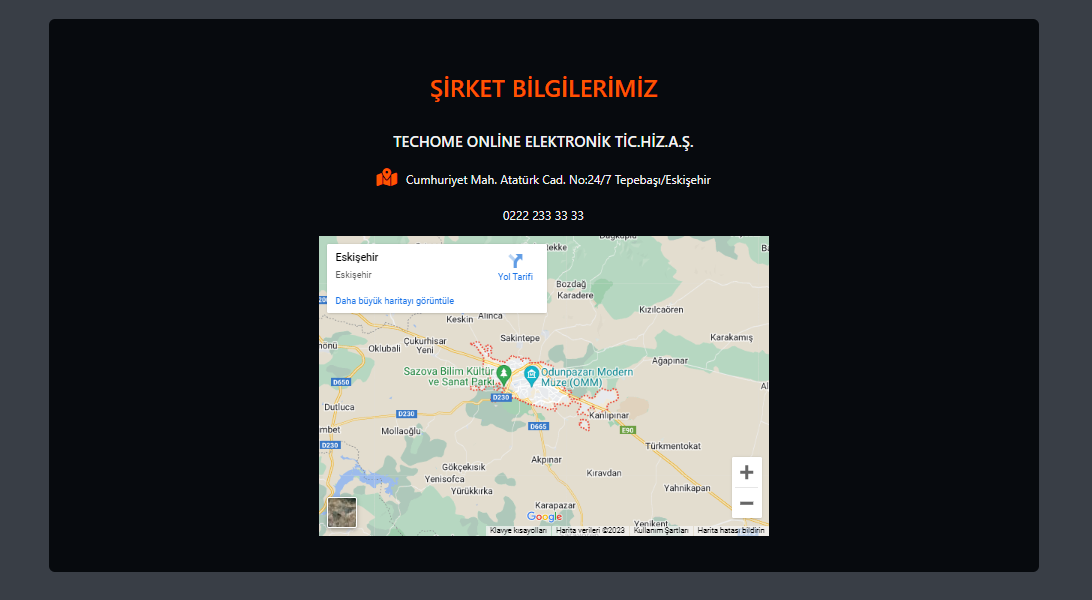 ŞİRKET BİLGİLERİMİZ
TECHOME ONLİNE ELEKTRONİK TİC.HİZ.A.Ş.
Cumhuriyet Mah. Atatürk Cad. No:24/7 Tepebaşı/Eskişehir
0222 233 33 33
Eskişehir
Eskişehir
Yol Tarifi
Daha büyük haritayı görüntüle
Bozdağ
Karadere
Kızılcaören
Keskin
Alınca
Sakıntepe
Karakamış
Çukurhisar
Yeni
Oklubalı
Ağapınar
Sazova Bilim Kültür
ve Sanat Parkı
Odunpazarı Modern
Müze (OMM)
D650
D230
Dutluca
D230
Kanlıpınar
D665
E90
Mollaoğlu
D230
Türkmentokat
Akpınar
Gökçekısık
Kıravdan
Yenisofca
Yürükkırka
Yahnikapan
Karapazar
Google
Yenikent
Klavye kısayolları
Harita verileri ©2023
Kullanım Şartları
Harita hatası bildirin